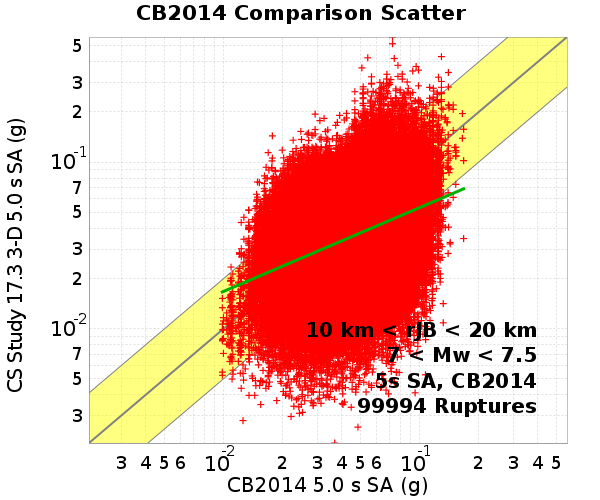 CB2014 Comparison Scatter
CS Study 17.3 3-D 5.0 s SA (g)
5
3
2
10^-1
7
5
3
2
10^-2
7
5
3
10 km < rJB < 20 km
7 < Mw < 7.5
5s SA, CB2014
99994 Ruptures
3 4 5 6 10^-2 2 3 4 5 6 10^-1 2 3 4 5
CB2014 5.0 s SA (g)